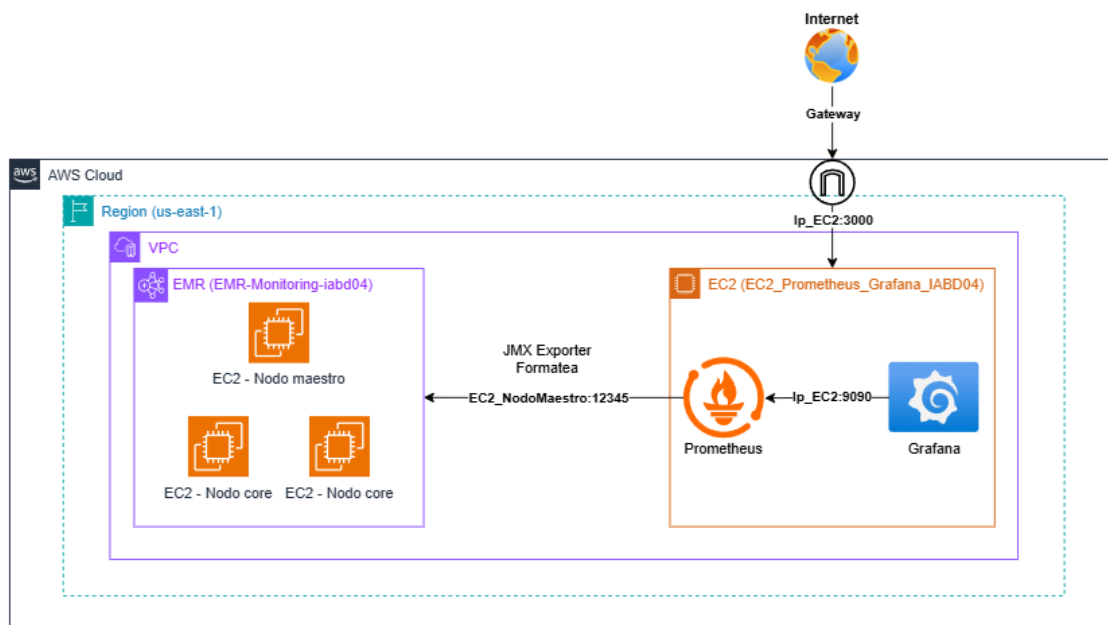 Internet
Gateway
aws
AWS Cloud
Region (us-east-1)
Ip_EC2:3000
VPC
EMR (EMR-Monitoring-iabd04)
EC2 (EC2_Prometheus_Grafana_IABD04)
EC2 - Nodo maestro
JMX Exporter
Formatea
EC2_NodoMaestro:12345
Ip_EC2:9090
Prometheus
Grafana
EC2 - Nodo core
EC2 - Nodo core